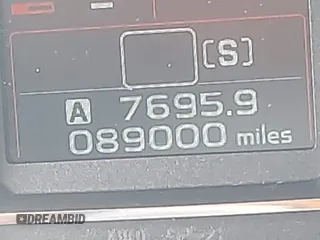 [S]
A 7695.9
089000 miles
DREAMBID